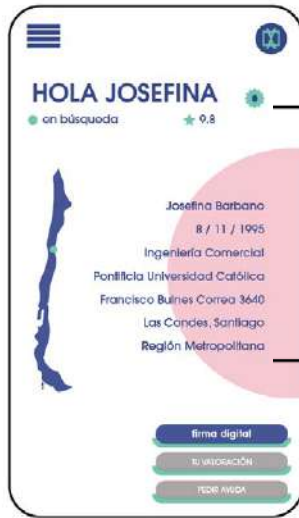 HOLA JOSEFINA
en búsqueda
9.8
Josefina Barbano
8 / 11 / 1995
Ingeniería Comercial
Pontificia Universidad Católica
Francisco Bulnes Correa 3640
Las Condes, Santiago
Región Metropolitana
firma digital
TU VALORACIÓN
PEDIR AYUDA